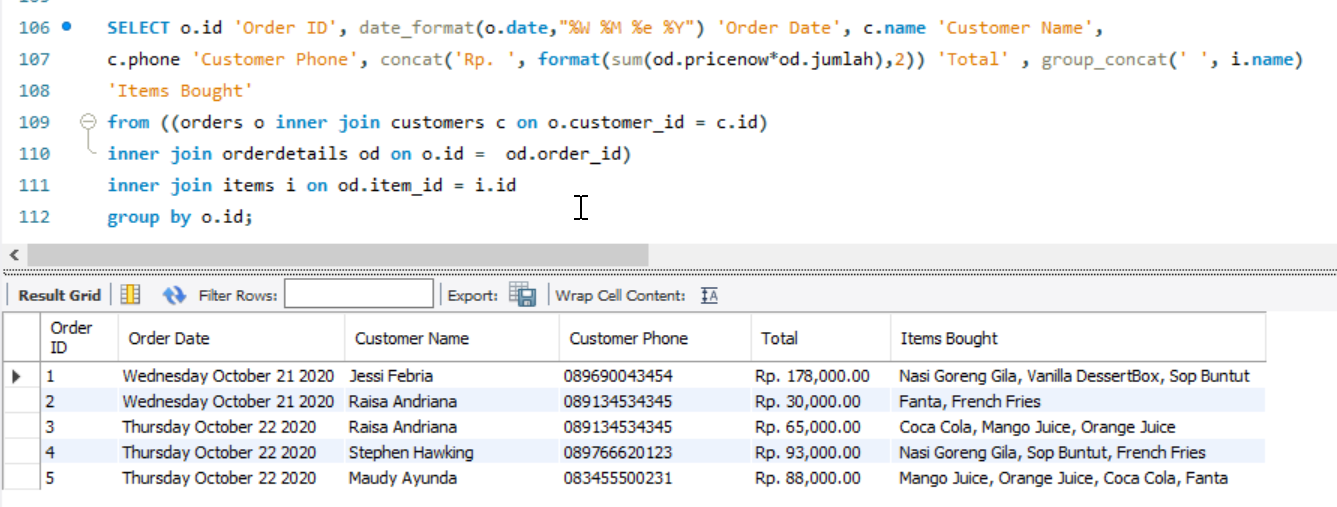 106 SELECT o.id 'Order ID', date_format(o.date,"%W %M %e %Y") 'Order Date', c.name 'Customer Name',
107 c.phone 'Customer Phone', concat('Rp. ', format(sum(od.pricenow*od.jumlah),2)) 'Total' , group_concat(' ', i.name)
108 'Items Bought'
109 from ((orders o inner join customers c on o.customer_id = c.id)
110 inner join orderdetails od on o.id = od.order_id)
111 inner join items i on od.item_id = i.id
112 group by o.id;
Result Grid Filter Rows: Export: Wrap Cell Content: IA
Order ID Order Date Customer Name Customer Phone Total Items Bought
1 Wednesday October 21 2020 Jessi Febria 089690043454 Rp. 178,000.00 Nasi Goreng Gila, Vanilla DessertBox, Sop Buntut
2 Wednesday October 21 2020 Raisa Andriana 089134534345 Rp. 30,000.00 Fanta, French Fries
3 Thursday October 22 2020 Raisa Andriana 089134534345 Rp. 65,000.00 Coca Cola, Mango Juice, Orange Juice
4 Thursday October 22 2020 Stephen Hawking 089766620123 Rp. 93,000.00 Nasi Goreng Gila, Sop Buntut, French Fries
5 Thursday October 22 2020 Maudy Ayunda 083455500231 Rp. 88,000.00 Mango Juice, Orange Juice, Coca Cola, Fanta